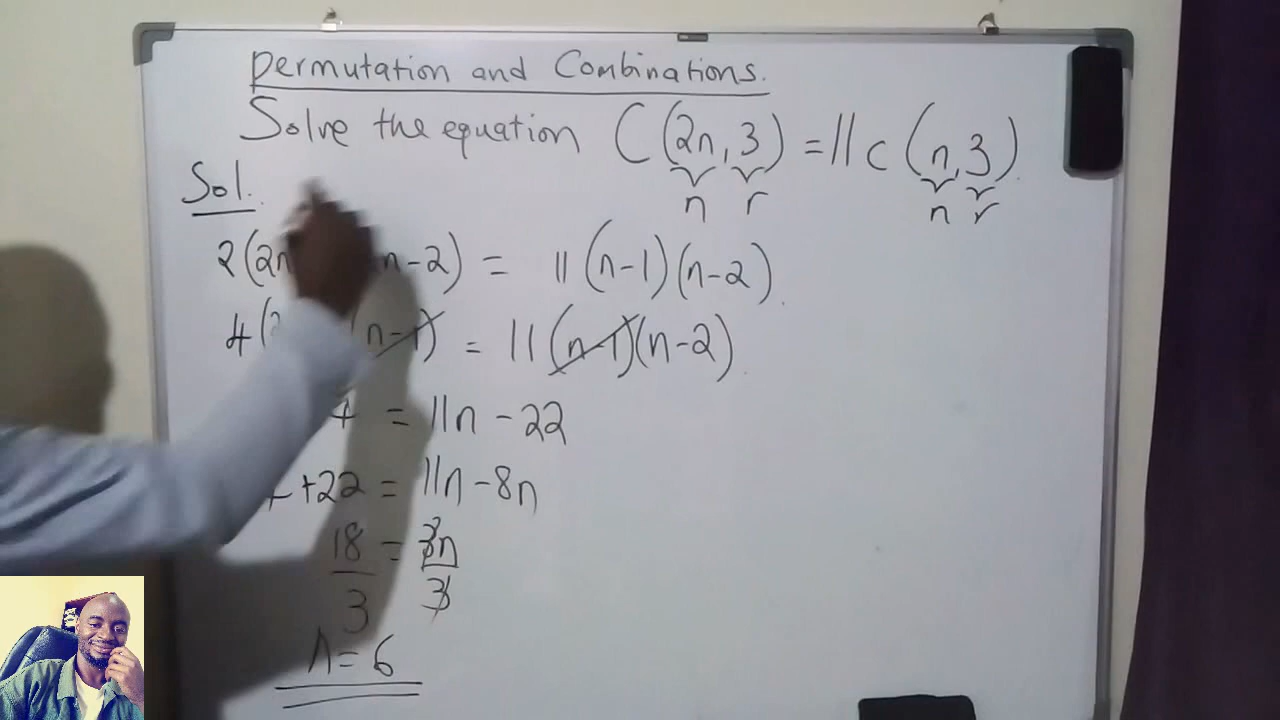 permutation and Combinations.
Solve the equation C(2n, 3) = 11 C (n, 3).
n r n r
Sol.
2(2n n-2) = 11(n-1)(n-2).
4( (n-1) = 11(n-1)(n-2).
4 = 11n - 22
+22 = 11n - 8n
18/3 = 3n/3
n = 6